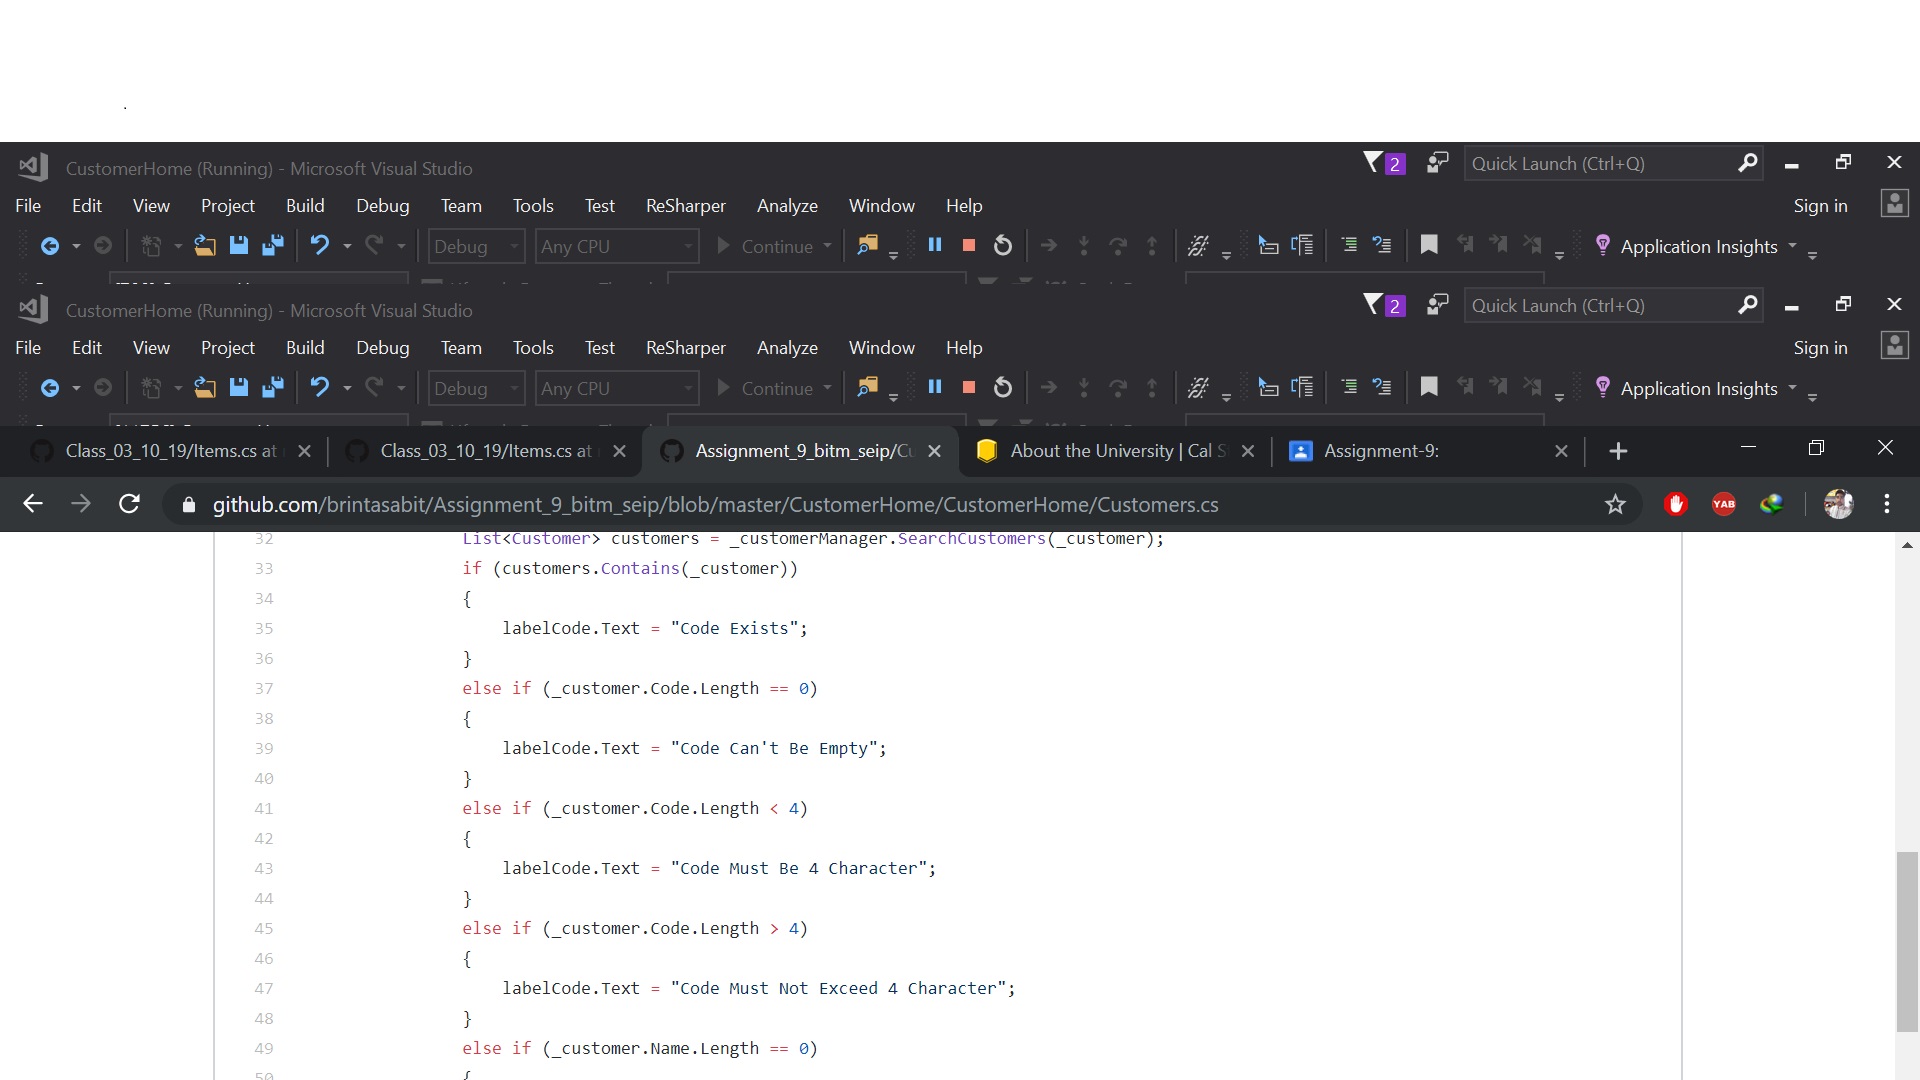 .
CustomerHome (Running) - Microsoft Visual Studio
2
Quick Launch (Ctrl+Q)
File Edit View Project Build Debug Team Tools Test ReSharper Analyze Window Help
Sign in
Debug Any CPU Continue Application Insights
CustomerHome (Running) - Microsoft Visual Studio
2
Quick Launch (Ctrl+Q)
File Edit View Project Build Debug Team Tools Test ReSharper Analyze Window Help
Sign in
Debug Any CPU Continue Application Insights
Class_03_10_19/Items.cs at Class_03_10_19/Items.cs at Assignment_9_bitm_seip/Cu About the University | Cal S Assignment-9:
github.com/brintasabit/Assignment_9_bitm_seip/blob/master/CustomerHome/CustomerHome/Customers.cs
YAB
32 List<Customer> customers = _customerManager.SearchCustomers(_customer);
33 if (customers.Contains(_customer))
34 {
35 labelCode.Text = "Code Exists";
36 }
37 else if (_customer.Code.Length == 0)
38 {
39 labelCode.Text = "Code Can't Be Empty";
40 }
41 else if (_customer.Code.Length < 4)
42 {
43 labelCode.Text = "Code Must Be 4 Character";
44 }
45 else if (_customer.Code.Length > 4)
46 {
47 labelCode.Text = "Code Must Not Exceed 4 Character";
48 }
49 else if (_customer.Name.Length == 0)
50 {